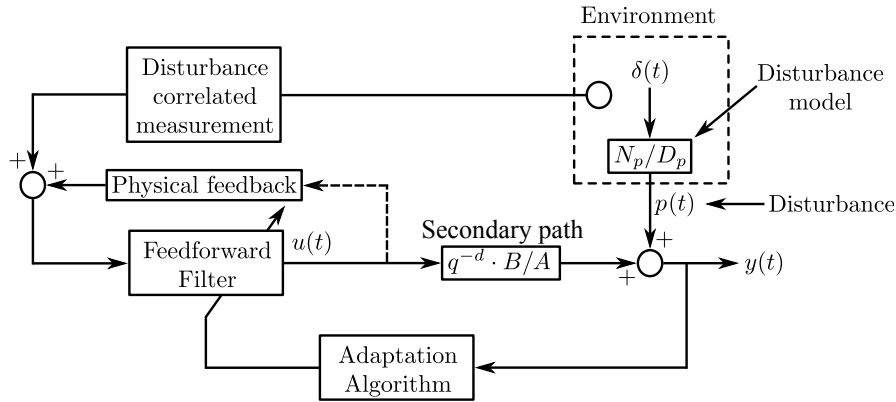 Environment
Disturbance
correlated
measurement
δ(t)
Disturbance
model
N_p/D_p
+
+
Physical feedback
p(t)
Disturbance
Feedforward
Filter
u(t)
Secondary path
q^{-d} · B/A
+
+
y(t)
Adaptation
Algorithm